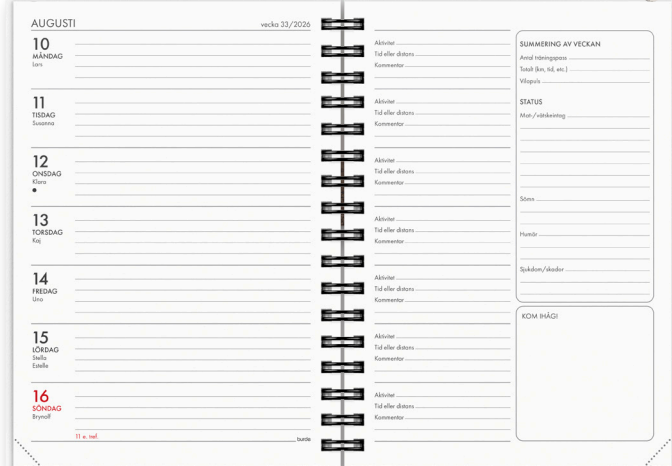 AUGUSTI
vecka 33/2026
10
MÅNDAG
Lars
11
TISDAG
Susanna
12
ONSDAG
Klara
13
TORSDAG
Kaj
14
FREDAG
Uno
15
LÖRDAG
Stella
Estelle
16
SÖNDAG
Brynolf
11 e. tref.
burde
Aktivitet
Tid eller distans
Kommentar
Aktivitet
Tid eller distans
Kommentar
Aktivitet
Tid eller distans
Kommentar
Aktivitet
Tid eller distans
Kommentar
Aktivitet
Tid eller distans
Kommentar
Aktivitet
Tid eller distans
Kommentar
Aktivitet
Tid eller distans
Kommentar
SUMMERING AV VECKAN
Antal träningspass
Totalt (km, tid, etc.)
Vilopuls
STATUS
Mat-/vätskeintag
Sömn
Humör
Sjukdom/skador
KOM IHÅG!